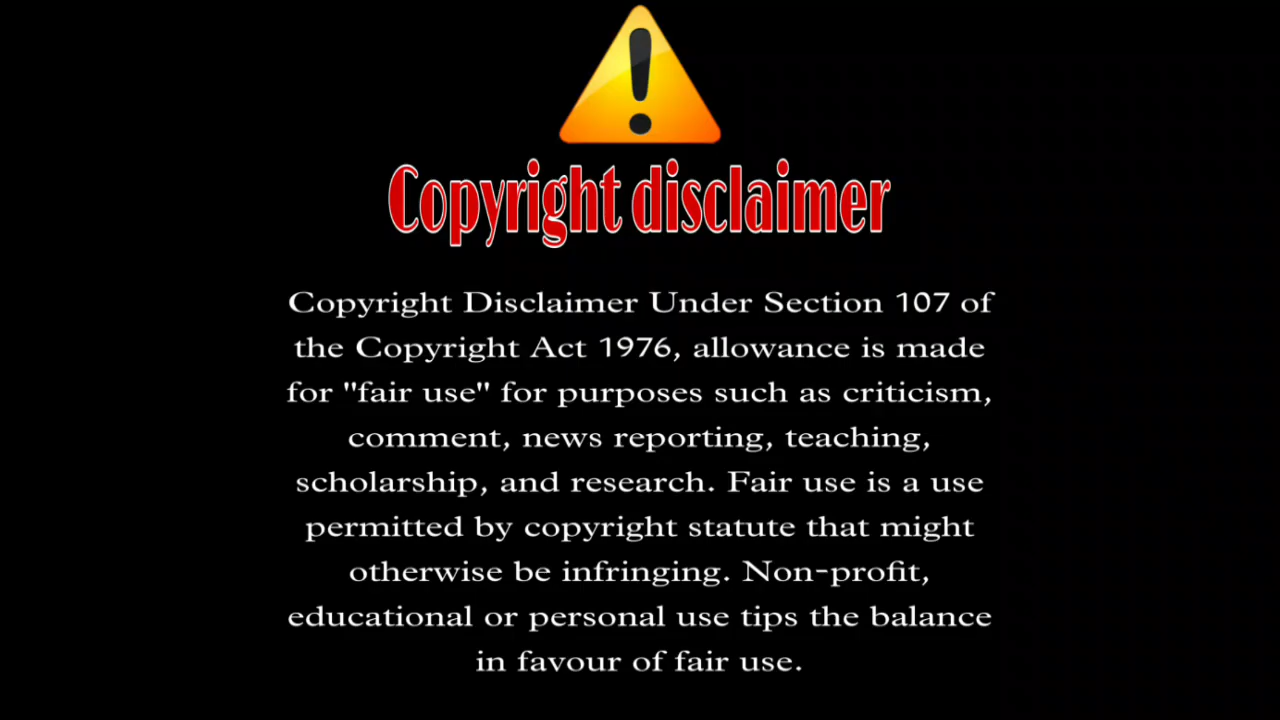 Copyright disclaimer
Copyright Disclaimer Under Section 107 of
the Copyright Act 1976, allowance is made
for "fair use" for purposes such as criticism,
comment, news reporting, teaching,
scholarship, and research. Fair use is a use
permitted by copyright statute that might
otherwise be infringing. Non-profit,
educational or personal use tips the balance
in favour of fair use.